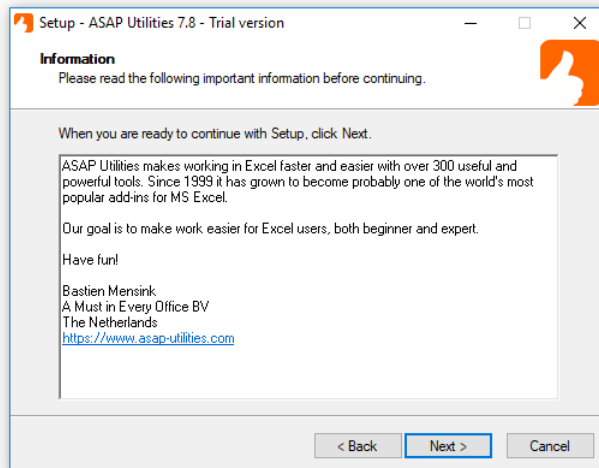 Setup - ASAP Utilities 7.8 - Trial version
Information
Please read the following important information before continuing.
When you are ready to continue with Setup, click Next.
ASAP Utilities makes working in Excel faster and easier with over 300 useful and
powerful tools. Since 1999 it has grown to become probably one of the world's most
popular add-ins for MS Excel.
Our goal is to make work easier for Excel users, both beginner and expert.
Have fun!
Bastien Mensink
A Must in Every Office BV
The Netherlands
https://www.asap-utilities.com
< Back
Next >
Cancel